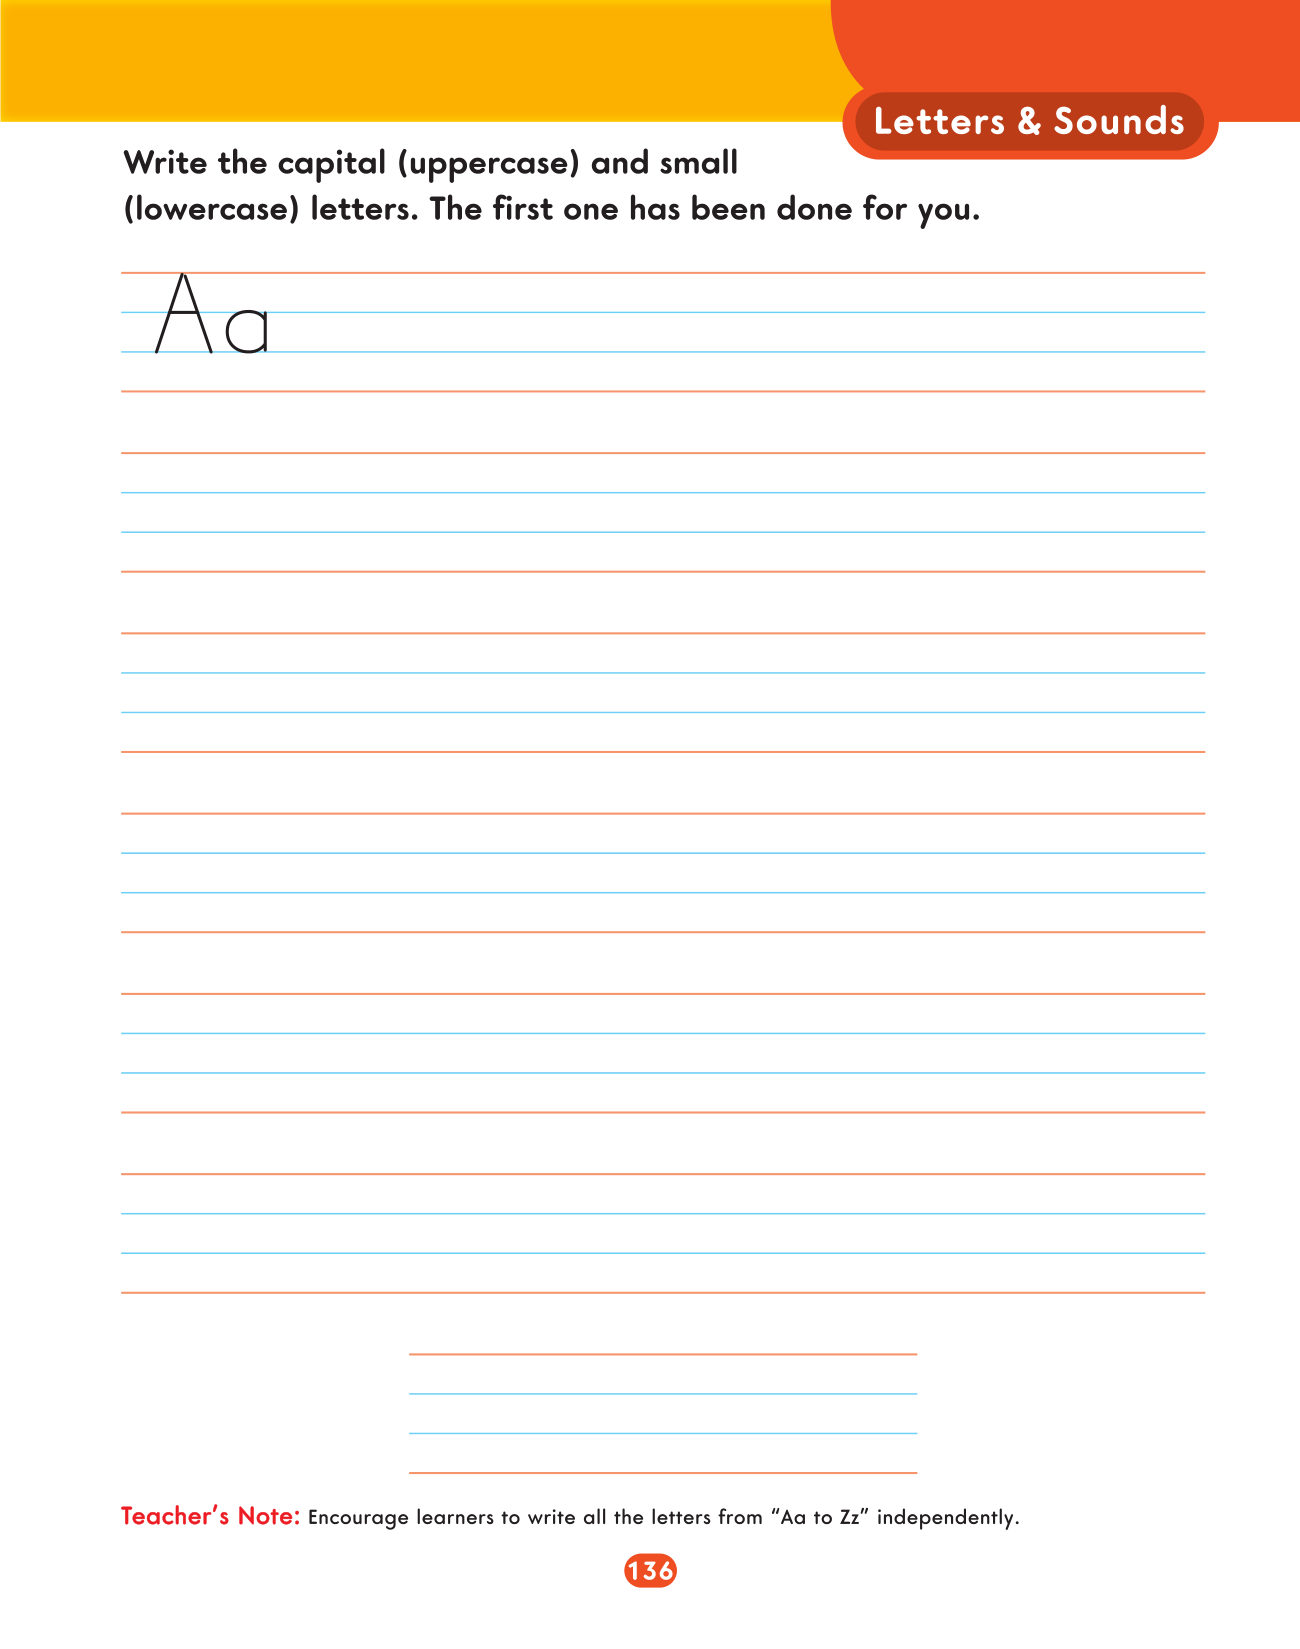 Letters & Sounds
Write the capital (uppercase) and small
(lowercase) letters. The first one has been done for you.
Aa
Teacher's Note: Encourage learners to write all the letters from “Aa to Zz” independently.
136